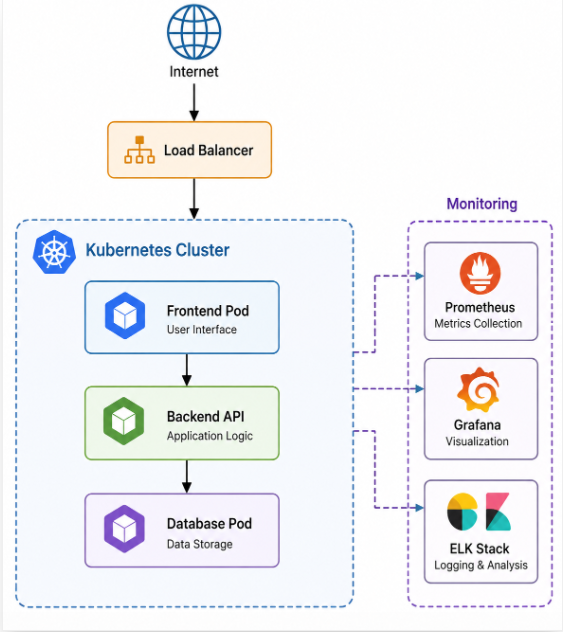 Internet
Load Balancer
Kubernetes Cluster
Frontend Pod
User Interface
Backend API
Application Logic
Database Pod
Data Storage
Monitoring
Prometheus
Metrics Collection
Grafana
Visualization
ELK Stack
Logging & Analysis